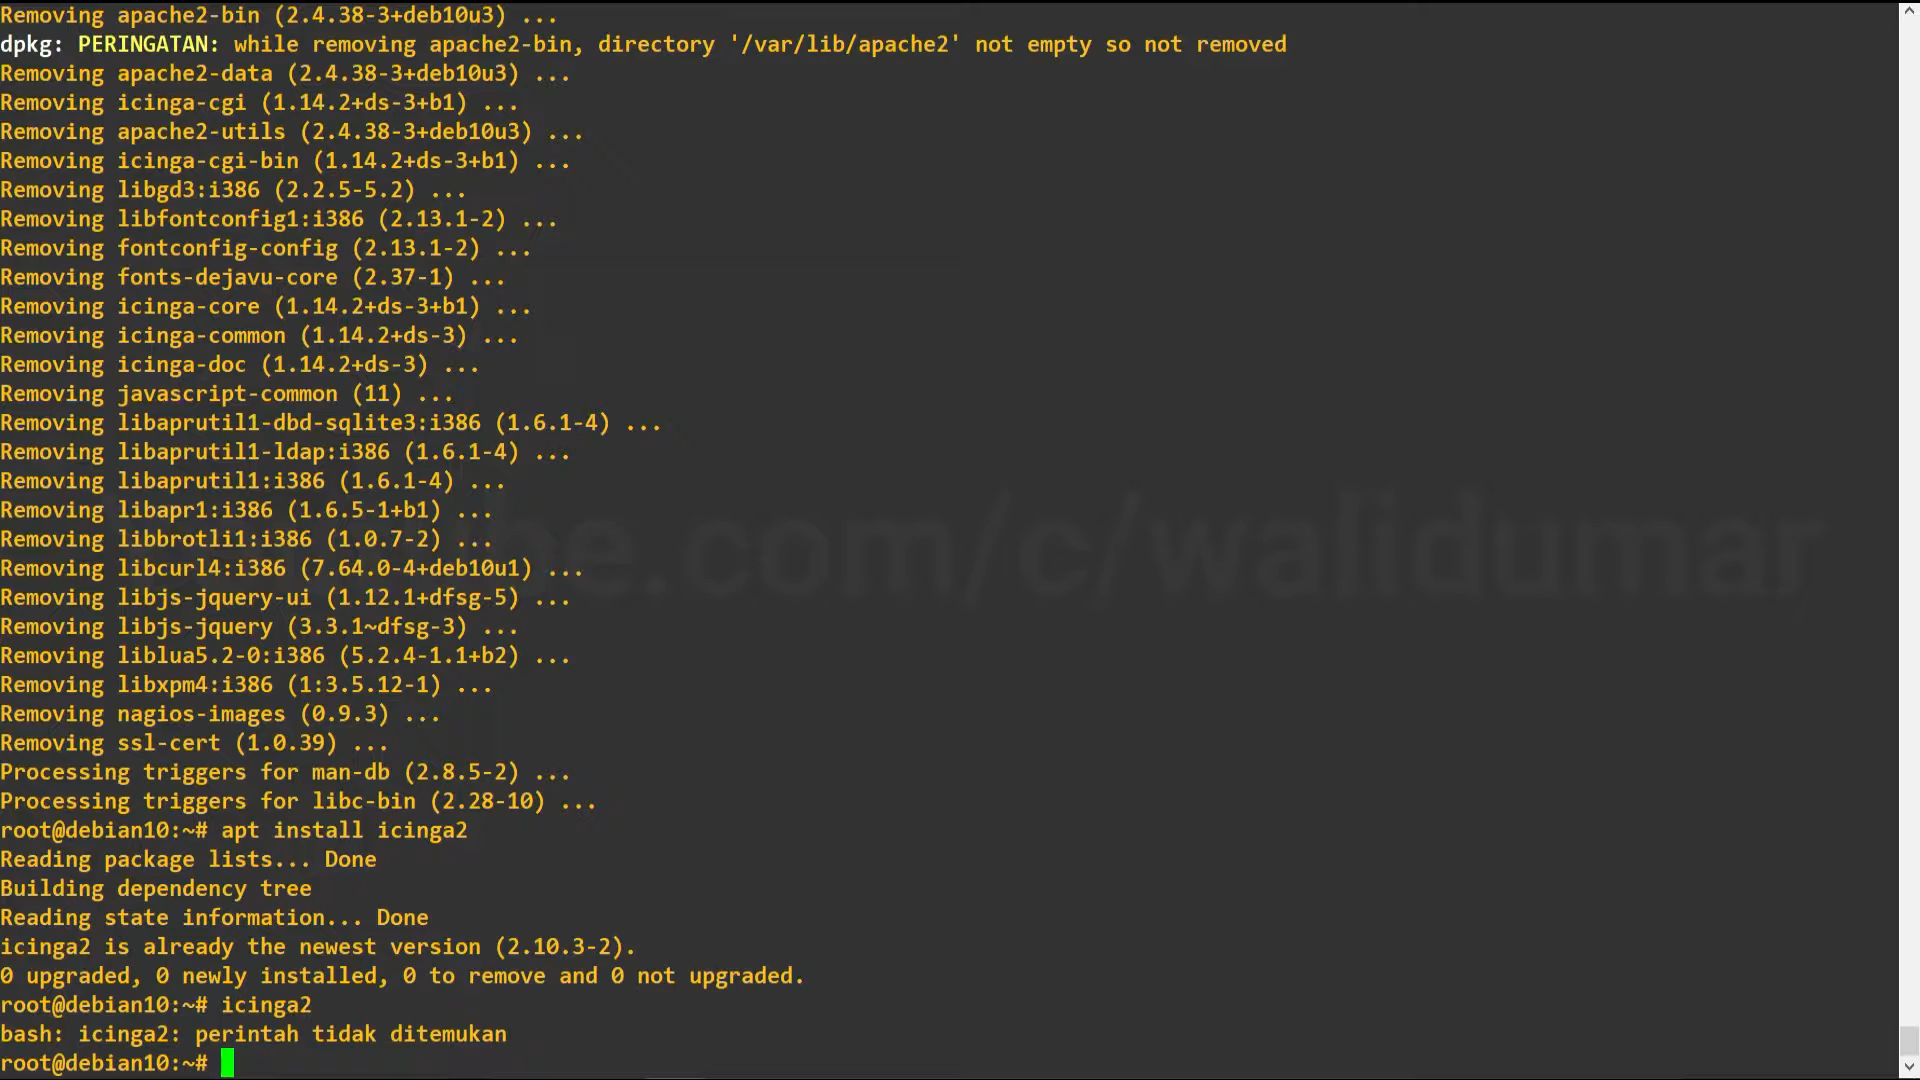 Removing apache2-bin (2.4.38-3+deb10u3) ...
dpkg: PERINGATAN: while removing apache2-bin, directory '/var/lib/apache2' not empty so not removed
Removing apache2-data (2.4.38-3+deb10u3) ...
Removing icinga-cgi (1.14.2+ds-3+b1) ...
Removing apache2-utils (2.4.38-3+deb10u3) ...
Removing icinga-cgi-bin (1.14.2+ds-3+b1) ...
Removing libgd3:i386 (2.2.5-5.2) ...
Removing libfontconfig1:i386 (2.13.1-2) ...
Removing fontconfig-config (2.13.1-2) ...
Removing fonts-dejavu-core (2.37-1) ...
Removing icinga-core (1.14.2+ds-3+b1) ...
Removing icinga-common (1.14.2+ds-3) ...
Removing icinga-doc (1.14.2+ds-3) ...
Removing javascript-common (11) ...
Removing libaprutil1-dbd-sqlite3:i386 (1.6.1-4) ...
Removing libaprutil1-ldap:i386 (1.6.1-4) ...
Removing libaprutil1:i386 (1.6.1-4) ...
Removing libapr1:i386 (1.6.5-1+b1) ...
Removing libbrotli1:i386 (1.0.7-2) ...
be.com/c/walidumar
Removing libcurl4:i386 (7.64.0-4+deb10u1) ...
Removing libjs-jquery-ui (1.12.1+dfsg-5) ...
Removing libjs-jquery (3.3.1~dfsg-3) ...
Removing liblua5.2-0:i386 (5.2.4-1.1+b2) ...
Removing libxpm4:i386 (1:3.5.12-1) ...
Removing nagios-images (0.9.3) ...
Removing ssl-cert (1.0.39) ...
Processing triggers for man-db (2.8.5-2) ...
Processing triggers for libc-bin (2.28-10) ...
root@debian10:~# apt install icinga2
Reading package lists... Done
Building dependency tree
Reading state information... Done
icinga2 is already the newest version (2.10.3-2).
0 upgraded, 0 newly installed, 0 to remove and 0 not upgraded.
root@debian10:~# icinga2
bash: icinga2: perintah tidak ditemukan
root@debian10:~#